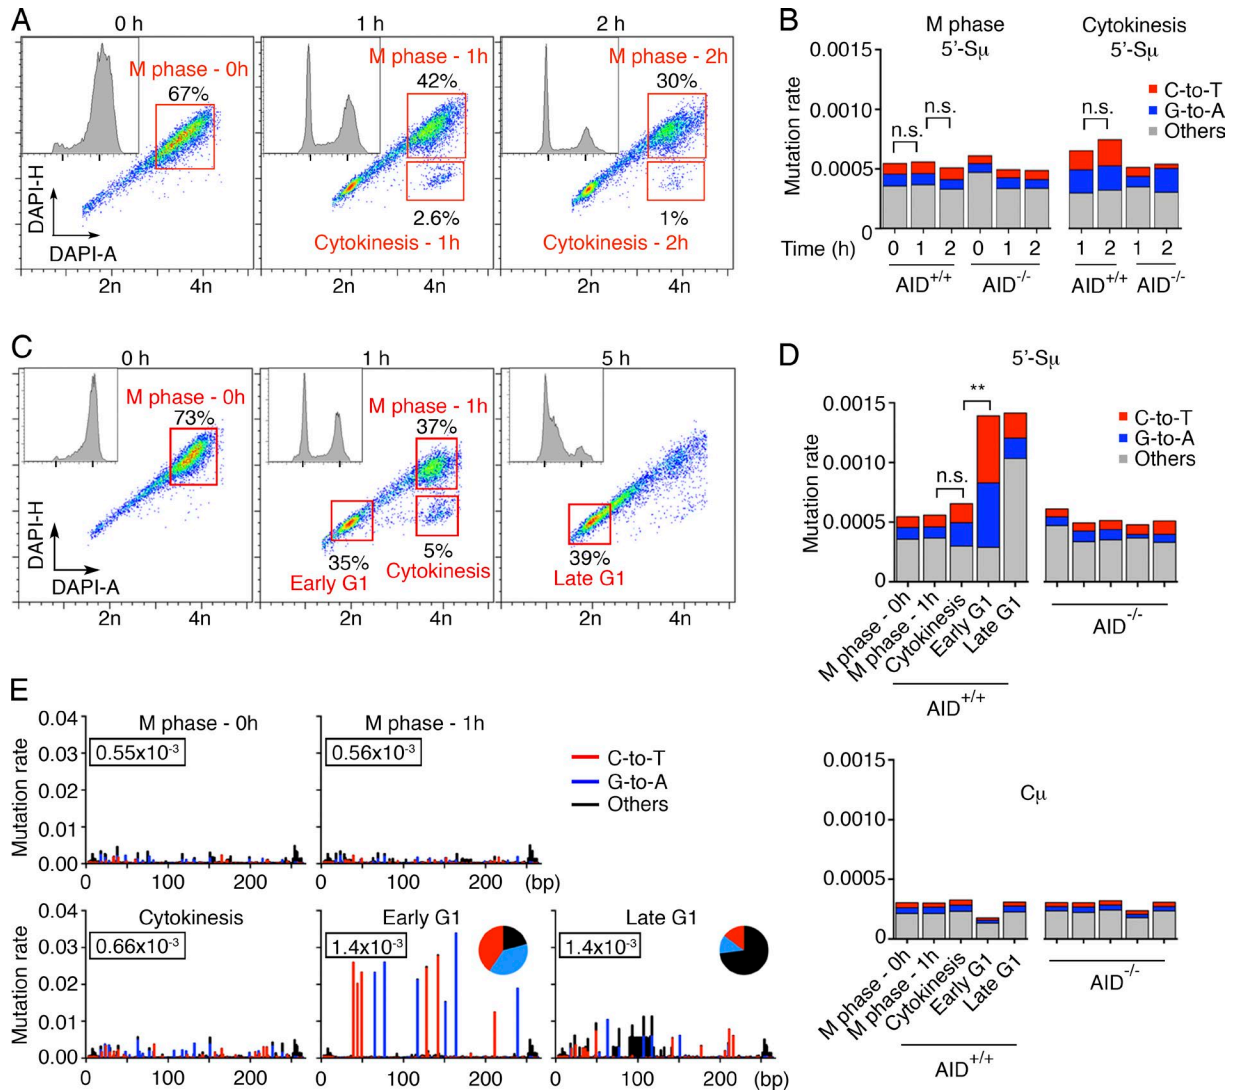 A
0 h
1 h
2 h
M phase - 0h
67%
M phase - 1h
42%
M phase - 2h
30%
DAPI-H
DAPI-A
2.6%
Cytokinesis - 1h
1%
Cytokinesis - 2h
2n 4n
2n 4n
2n 4n
B
M phase
5'-Sμ
Cytokinesis
5'-Sμ
Mutation rate
0.0015
0.0010
0.0005
0
n.s.
n.s.
n.s.
C-to-T
G-to-A
Others
Time (h)
0 1 2 0 1 2 1 2 1 2
AID+/+ AID-/- AID+/+ AID-/-
C
0 h
1 h
5 h
M phase - 0h
73%
M phase - 1h
37%
DAPI-H
DAPI-A
35%
Early G1
5%
Cytokinesis
39%
Late G1
2n 4n
2n 4n
2n 4n
D
5'-Sμ
Mutation rate
0.0015
0.0010
0.0005
0
n.s.
**
C-to-T
G-to-A
Others
M phase - 0h
M phase - 1h
Cytokinesis
Early G1
Late G1
AID+/+
AID-/-
Cμ
0.0015
0.0010
0.0005
0
M phase - 0h
M phase - 1h
Cytokinesis
Early G1
Late G1
AID+/+
AID-/-
E
Mutation rate
0.04
0.03
0.02
0.01
0.00
M phase - 0h
0.55x10-3
M phase - 1h
0.56x10-3
C-to-T
G-to-A
Others
0 100 200
0 100 200 (bp)
Mutation rate
0.04
0.03
0.02
0.01
0.00
Cytokinesis
0.66x10-3
Early G1
1.4x10-3
Late G1
1.4x10-3
0 100 200
0 100 200
0 100 200 (bp)